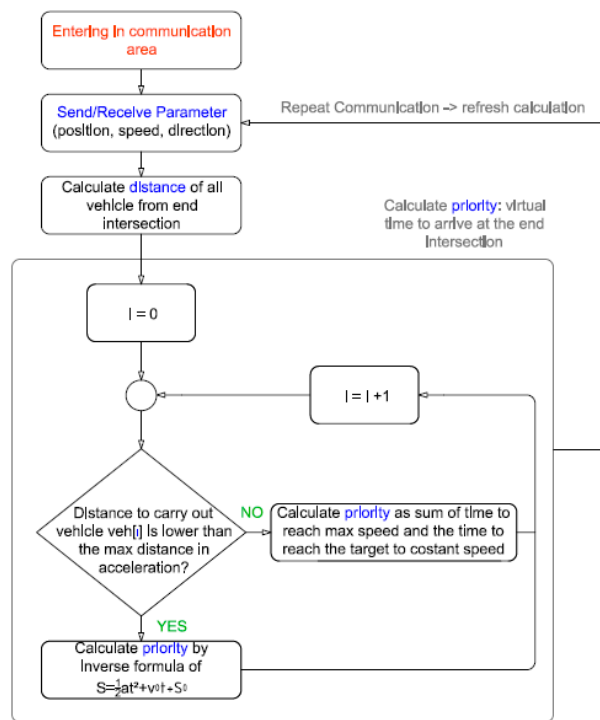 Entering in communication
area
Send/Receive Parameter
(position, speed, direction)
Repeat Communication -> refresh calculation
Calculate distance of all
vehicle from end
intersection
Calculate priority: virtual
time to arrive at the end
Intersection
I = 0
I = I +1
Distance to carry out
vehicle veh[i] is lower than
the max distance in
acceleration?
NO
Calculate priority as sum of time to
reach max speed and the time to
reach the target to costant speed
YES
Calculate priority by
Inverse formula of
S=½at²+v⁰t+S⁰